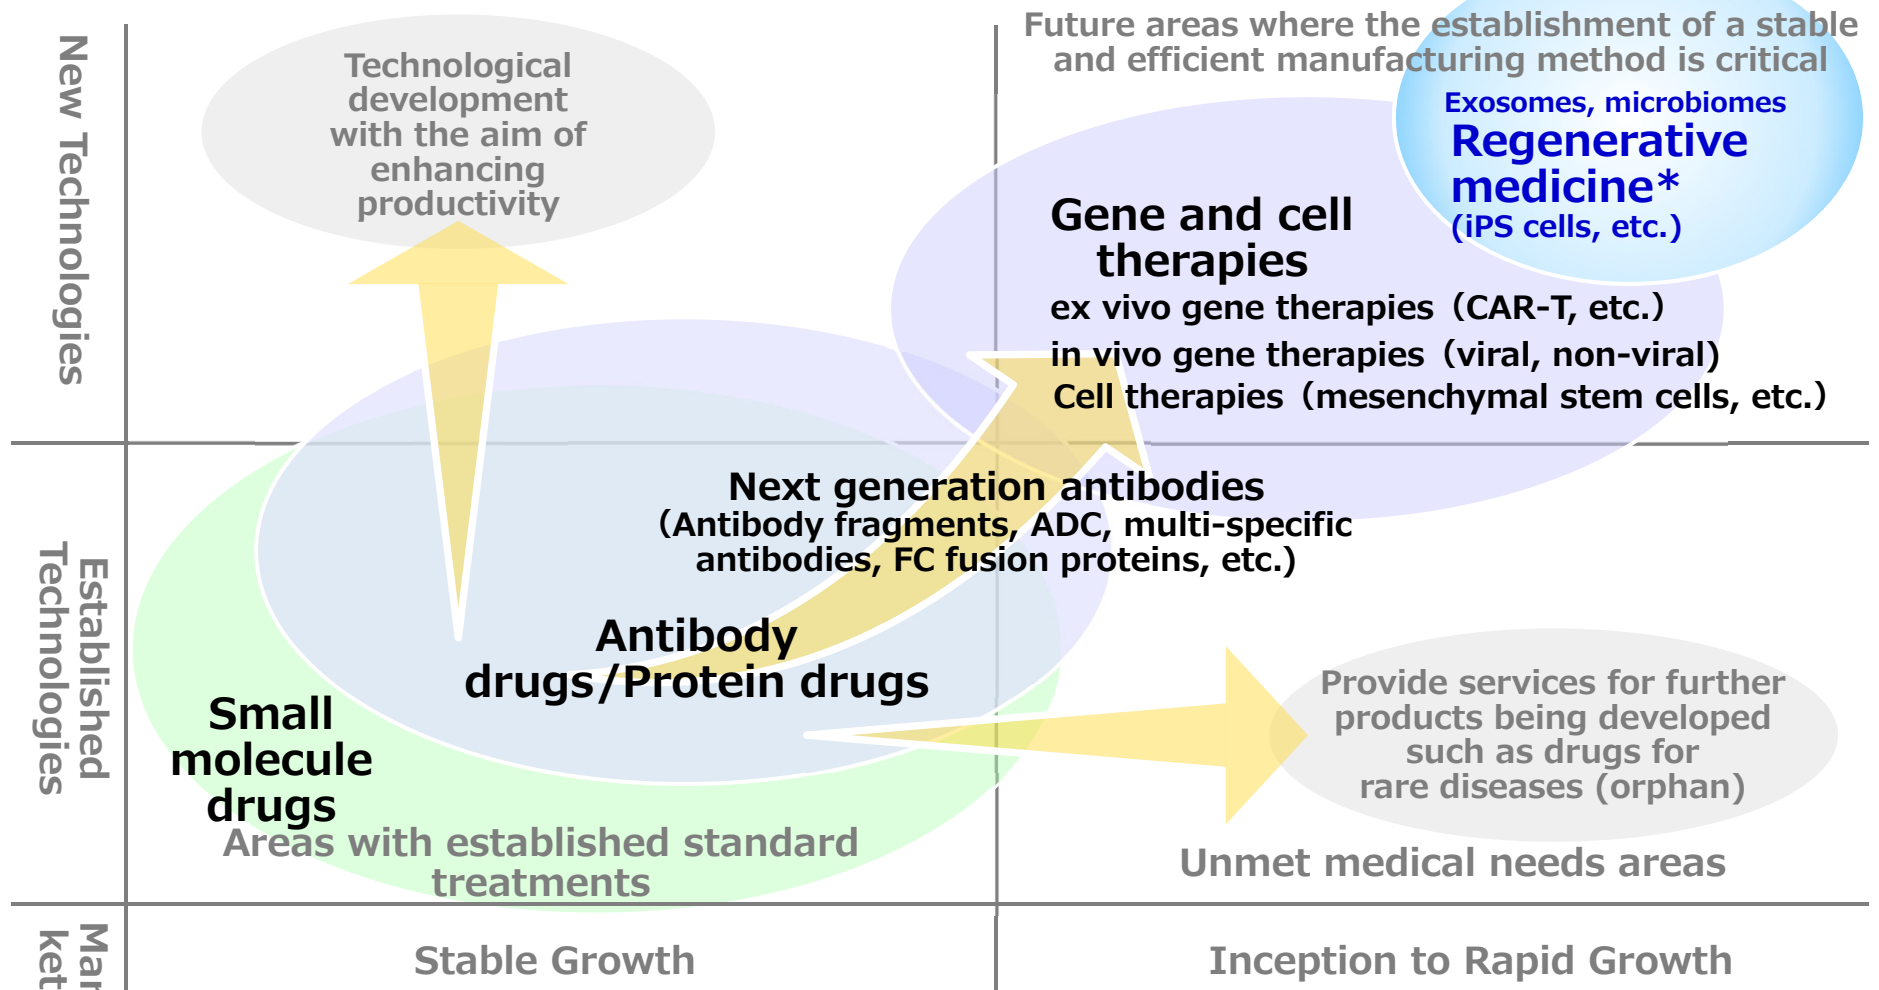 New Technologies
Technological
development
with the aim of
enhancing
productivity
Future areas where the establishment of a stable
and efficient manufacturing method is critical
Exosomes, microbiomes
Regenerative
medicine*
(iPS cells, etc.)
Gene and cell
therapies
ex vivo gene therapies（CAR-T, etc.）
in vivo gene therapies（viral, non-viral)
Cell therapies（mesenchymal stem cells, etc.）
Established
Technologies
Next generation antibodies
（Antibody fragments, ADC, multi-specific
antibodies, FC fusion proteins, etc.)
Antibody
drugs/Protein drugs
Small
molecule
drugs
Areas with established standard
treatments
Provide services for further
products being developed
such as drugs for
rare diseases (orphan)
Unmet medical needs areas
Mar
ket
Stable Growth
Inception to Rapid Growth